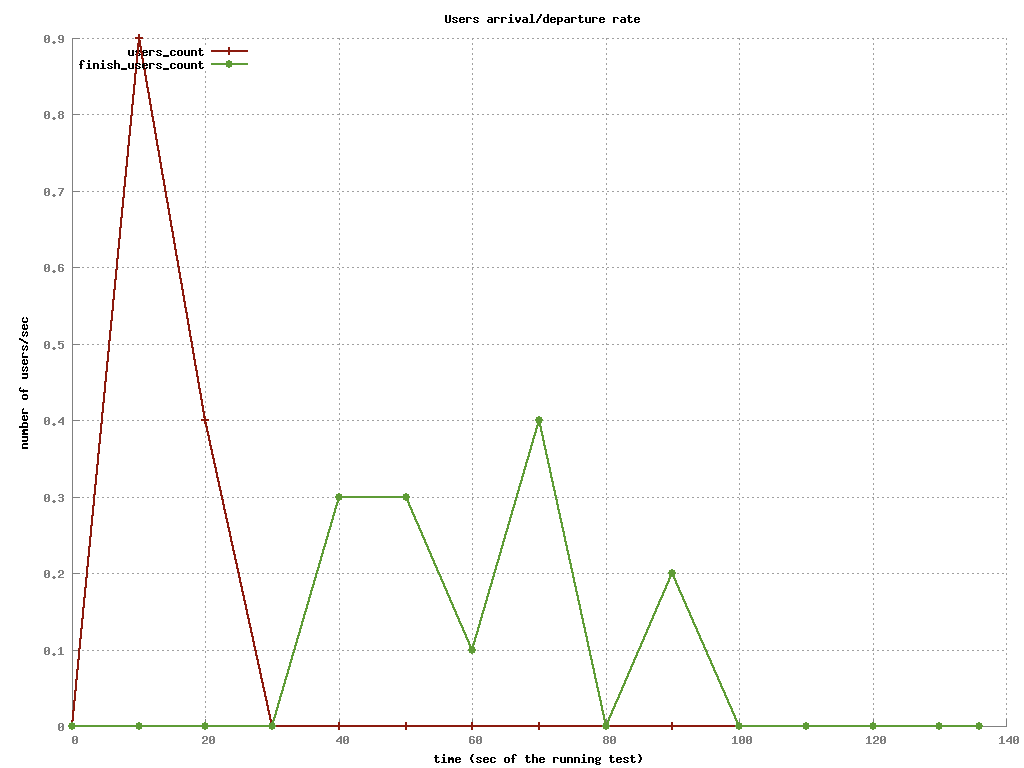 Users arrival/departure rate
users_count
finish_users_count
0.9
0.8
0.7
0.6
0.5
0.4
0.3
0.2
0.1
0
number of users/sec
0 20 40 60 80 100 120 140
time (sec of the running test)